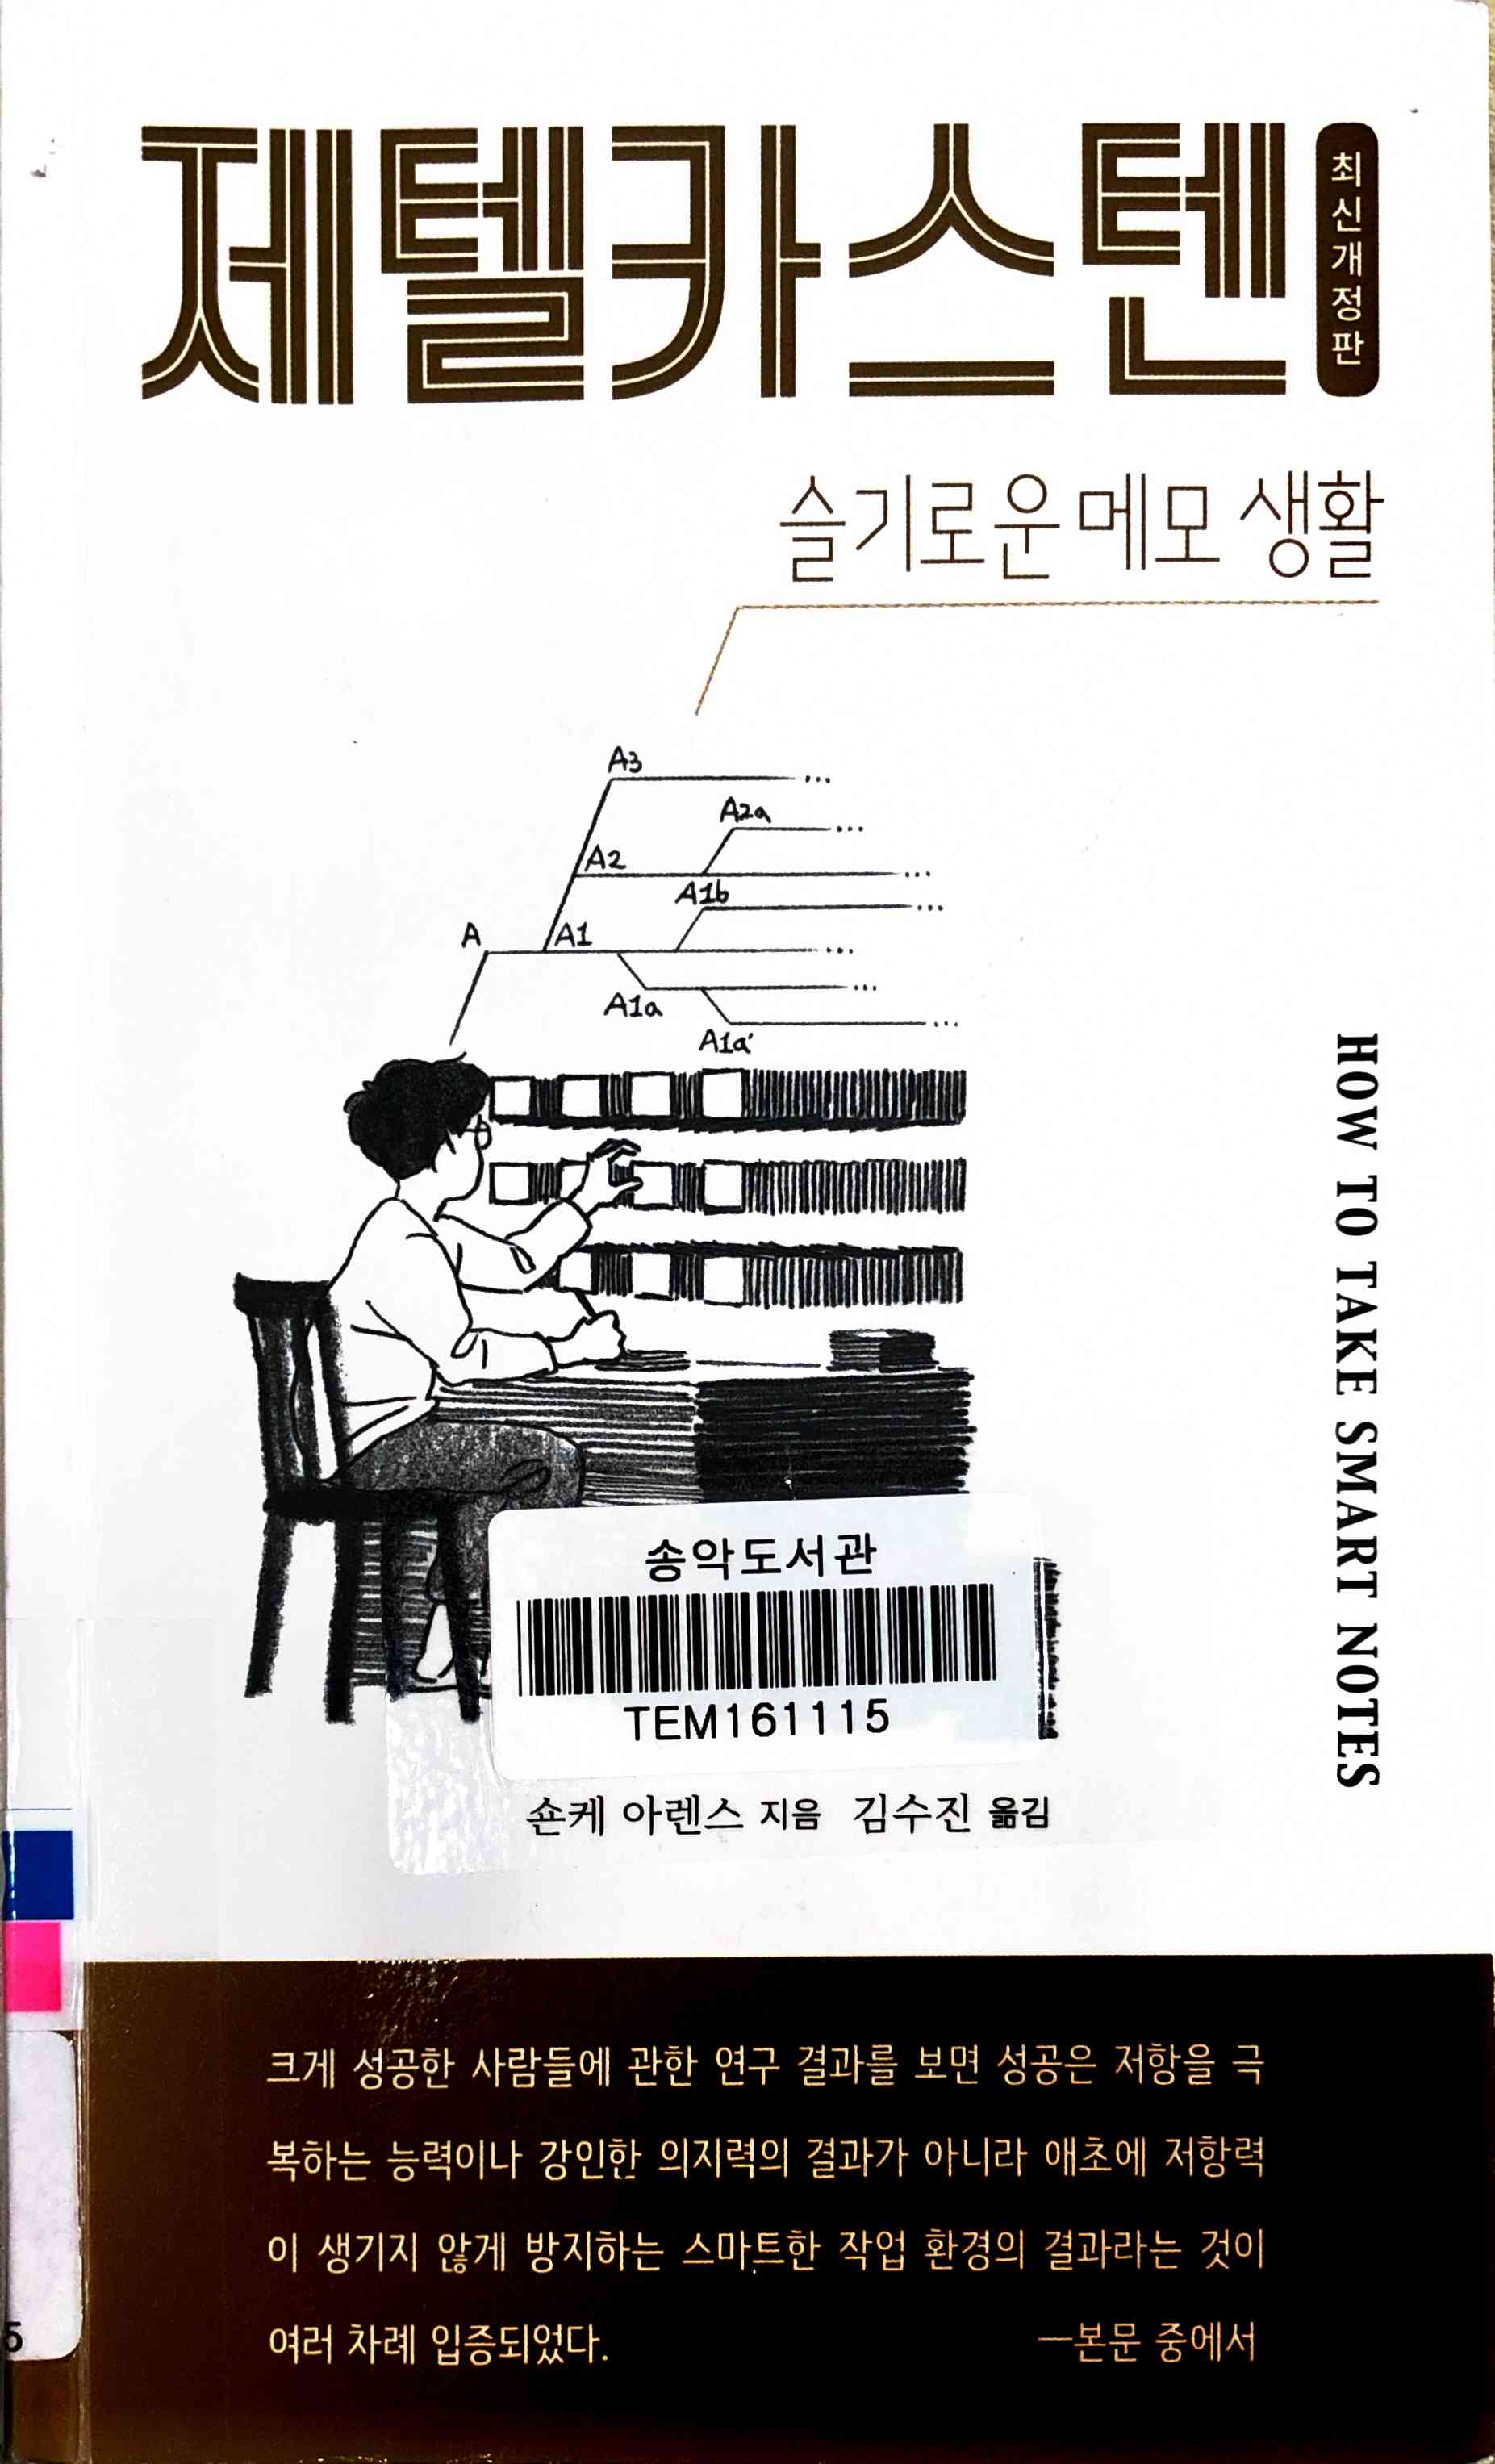 제텔카스텐
최신개정판
슬기로운 메모 생활
A3
A2a
A2
A1b
A
A1
A1a
A1a'
HOW TO TAKE SMART NOTES
송악도서관
TEM161115
숀케 아렌스 지음 김수진 옮김
크게 성공한 사람들에 관한 연구 결과를 보면 성공은 저항을 극
복하는 능력이나 강인한 의지력의 결과가 아니라 애초에 저항력
이 생기지 않게 방지하는 스마트한 작업 환경의 결과라는 것이
여러 차례 입증되었다.
—본문 중에서
5